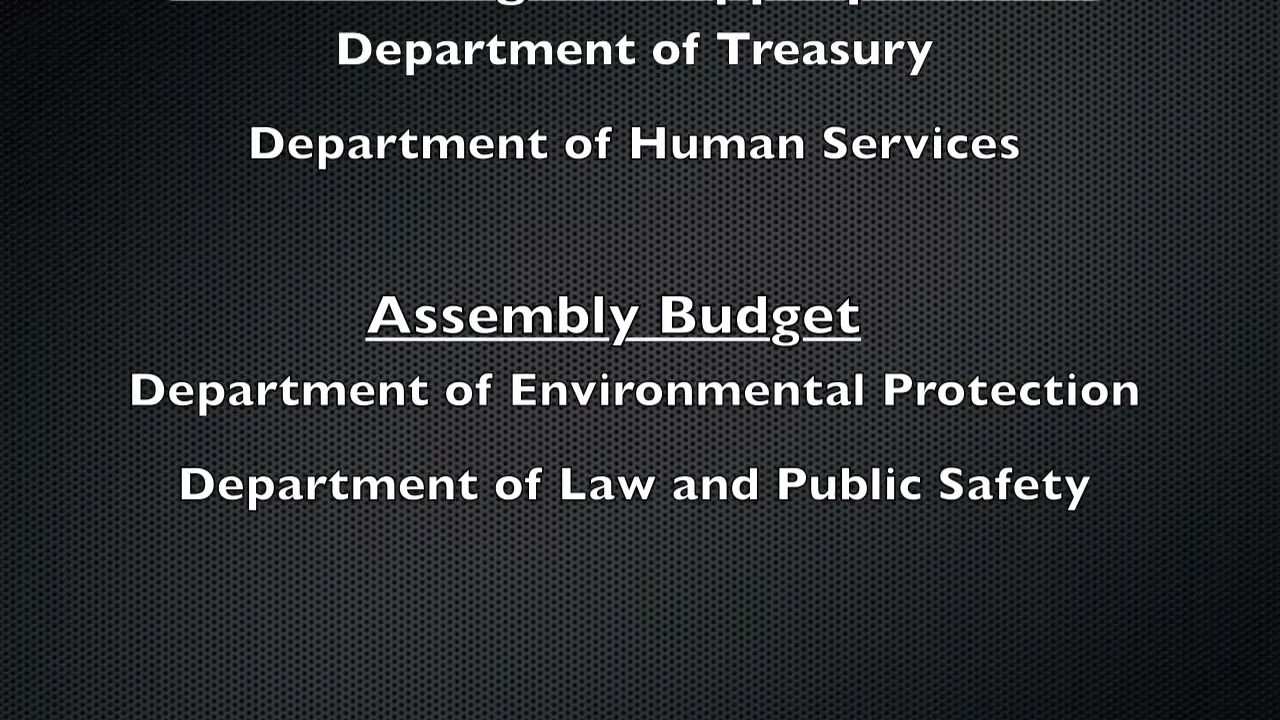 Department of Treasury
Department of Human Services
Assembly Budget
Department of Environmental Protection
Department of Law and Public Safety